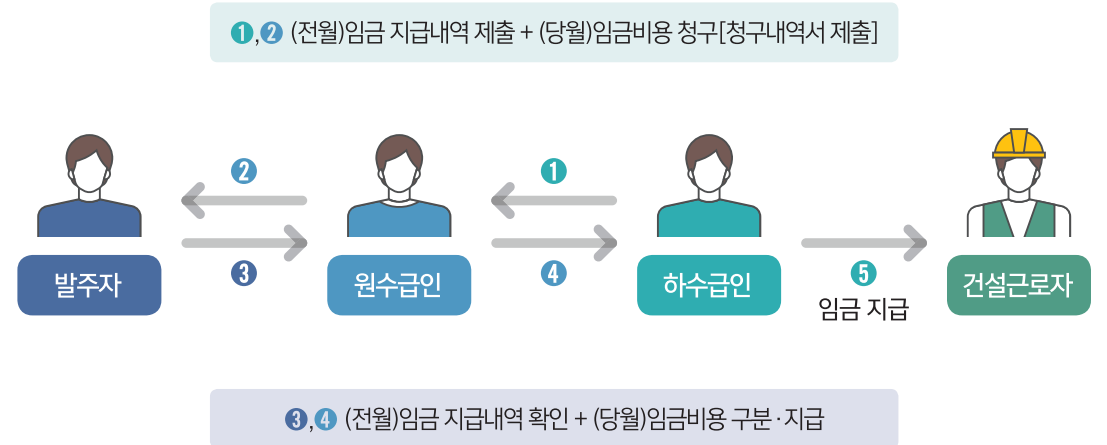 ❶,❷ (전월)임금 지급내역 제출 + (당월)임금비용 청구[청구내역서 제출]
❷ ❶
❸ ❹ ❺
발주자 원수급인 하수급인 건설근로자
임금 지급
❸,❹ (전월)임금 지급내역 확인 + (당월)임금비용 구분·지급